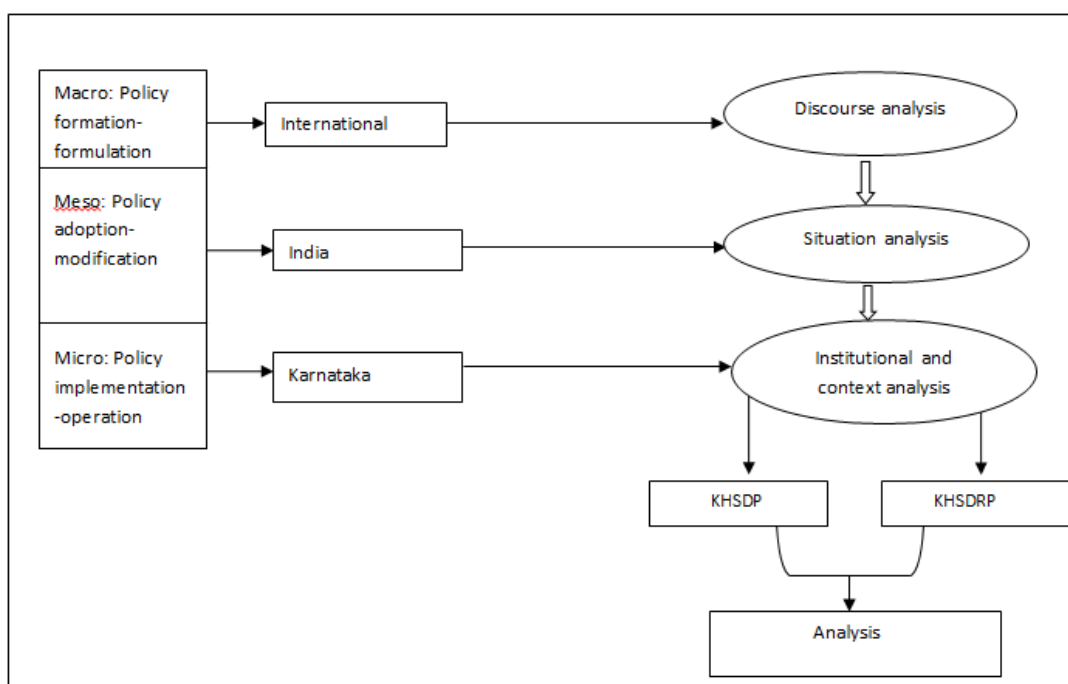 Macro: Policy
formation-
formulation
International
Discourse analysis
Meso: Policy
adoption-
modification
India
Situation analysis
Micro: Policy
implementation
-operation
Karnataka
Institutional and
context analysis
KHSDP
KHSDRP
Analysis